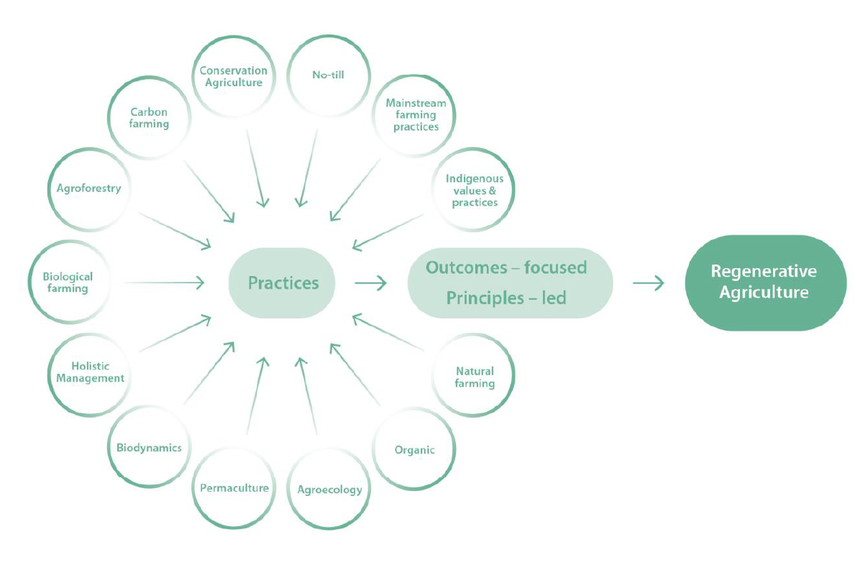 Conservation
Agriculture
No-till
Mainstream
farming
practices
Carbon
farming
Indigenous
values &
practices
Agroforestry
Biological
farming
Practices
Outcomes – focused
Principles – led
Regenerative
Agriculture
Holistic
Management
Natural
farming
Biodynamics
Organic
Permaculture
Agroecology